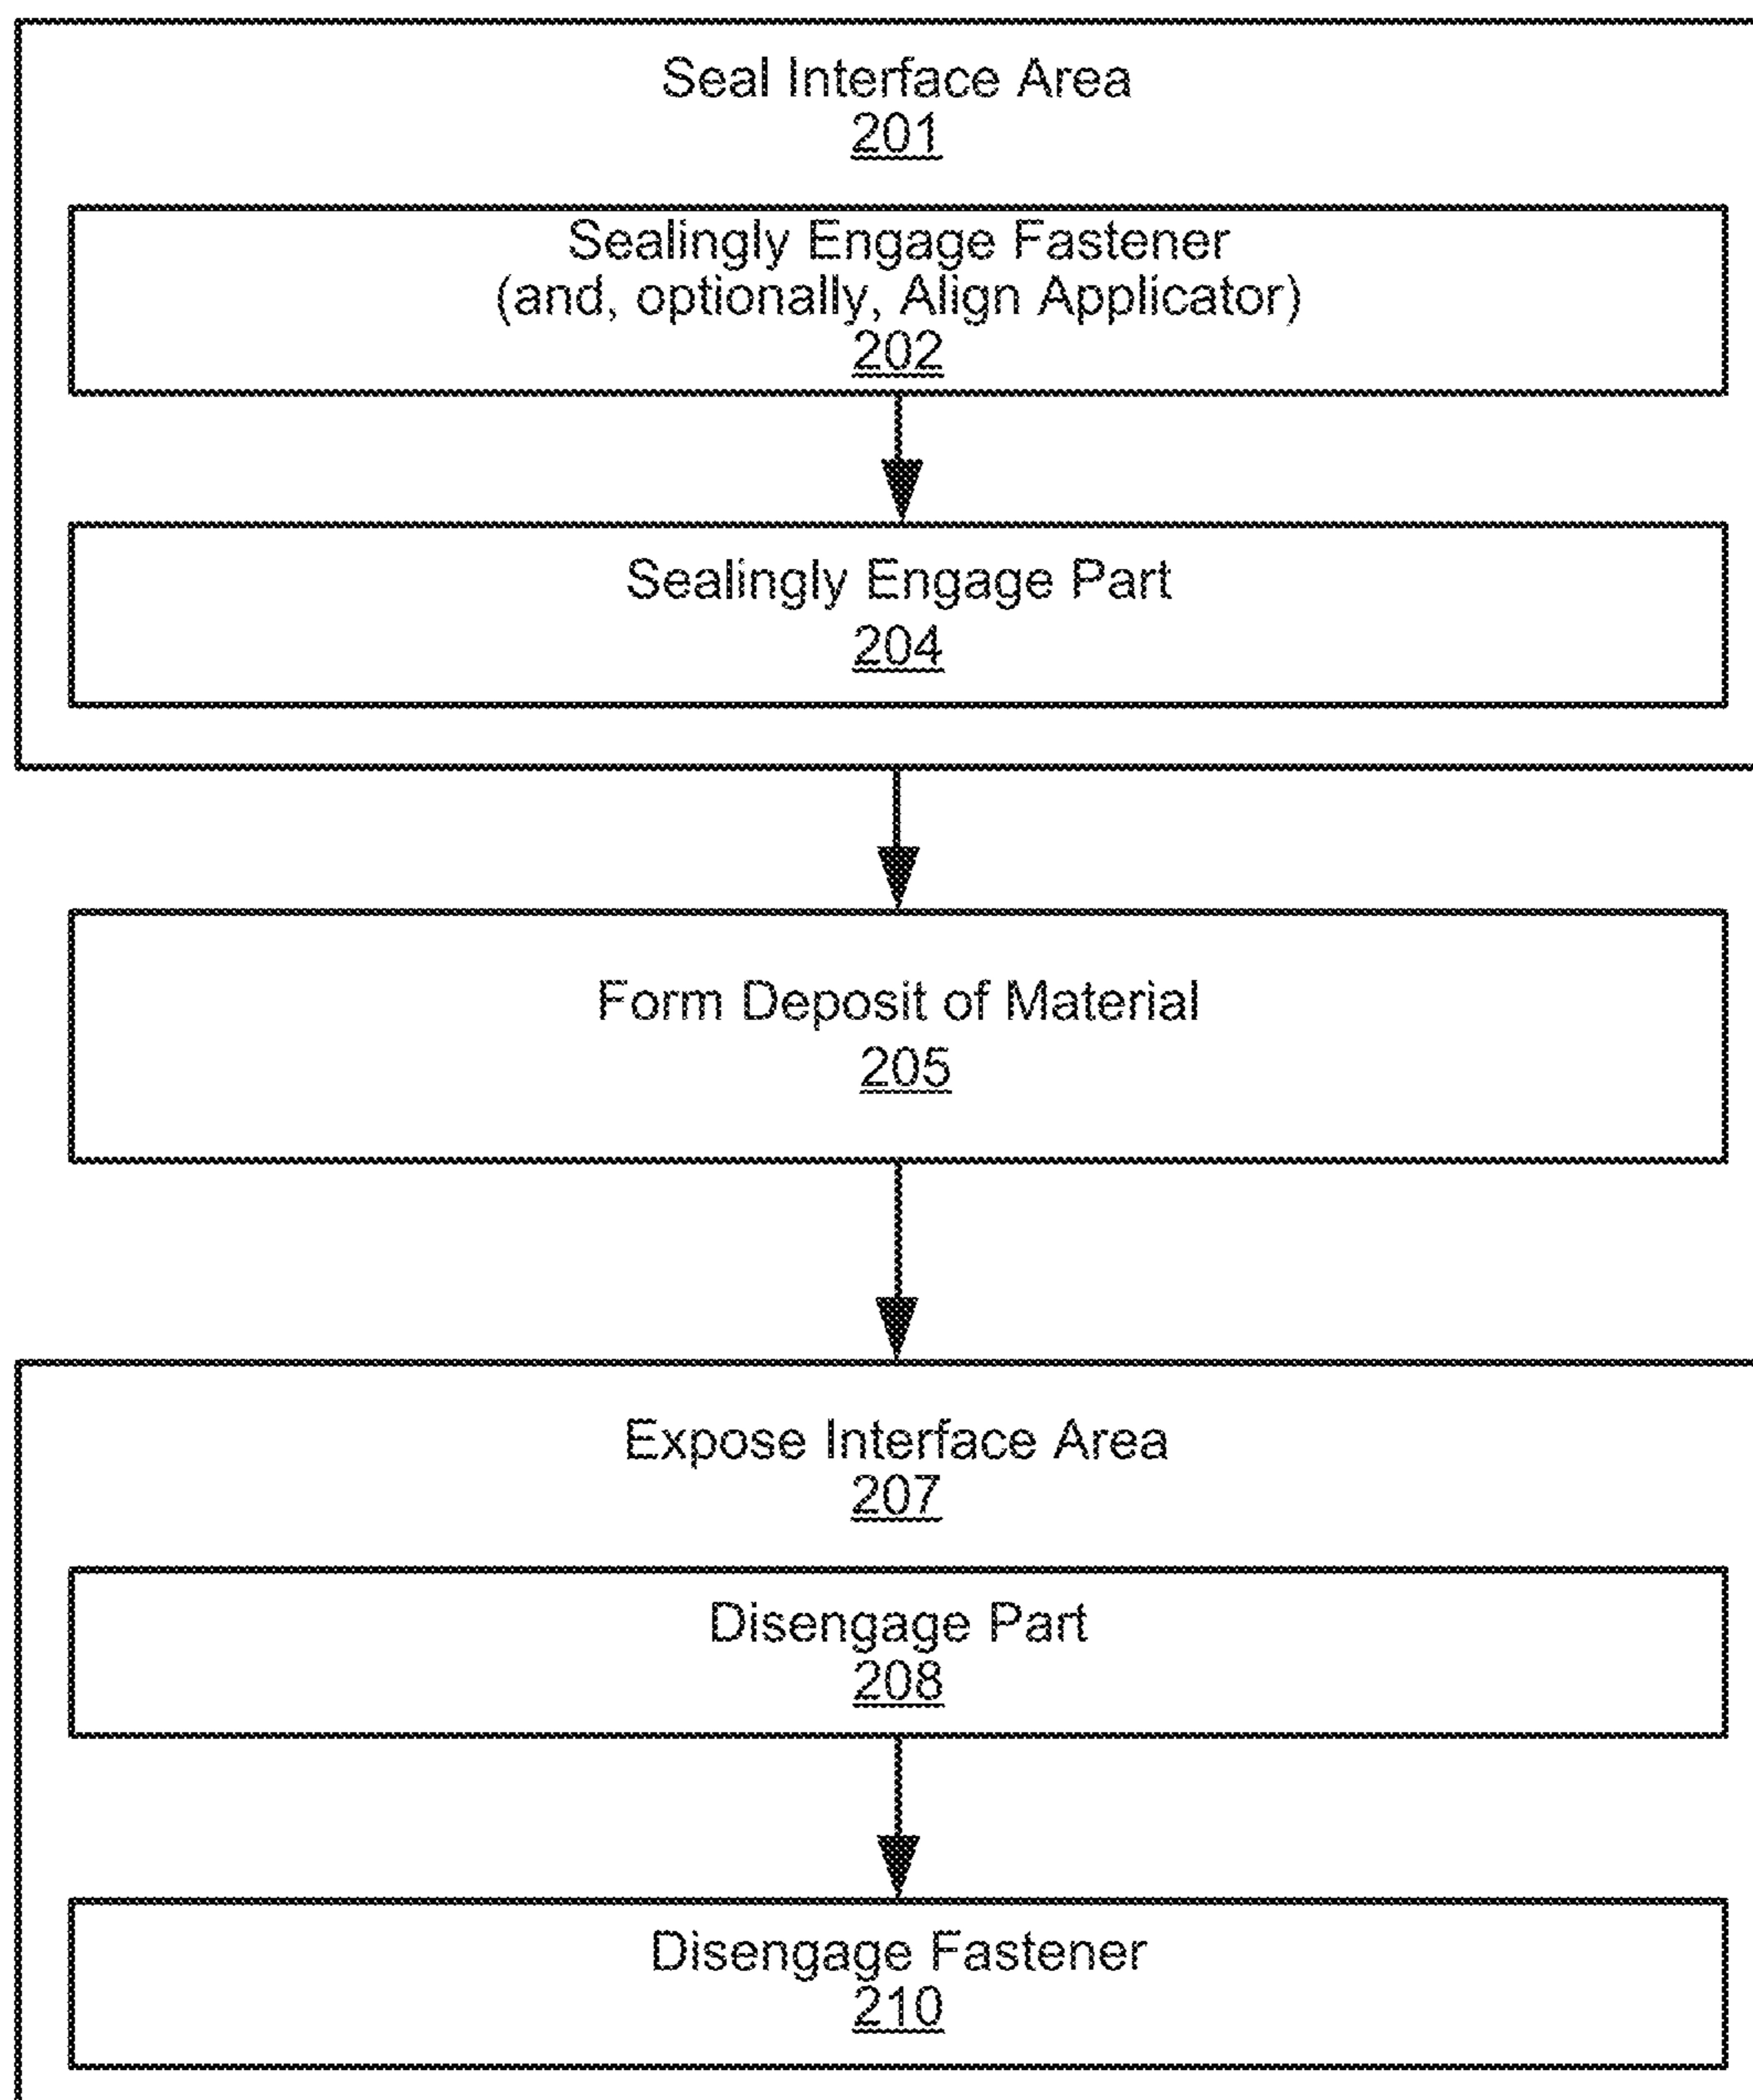 Seal Interface Area
201
Sealingly Engage Fastener
(and, optionally, Align Applicator)
202
Sealingly Engage Part
204
Form Deposit of Material
205
Expose Interface Area
207
Disengage Part
208
Disengage Fastener
210